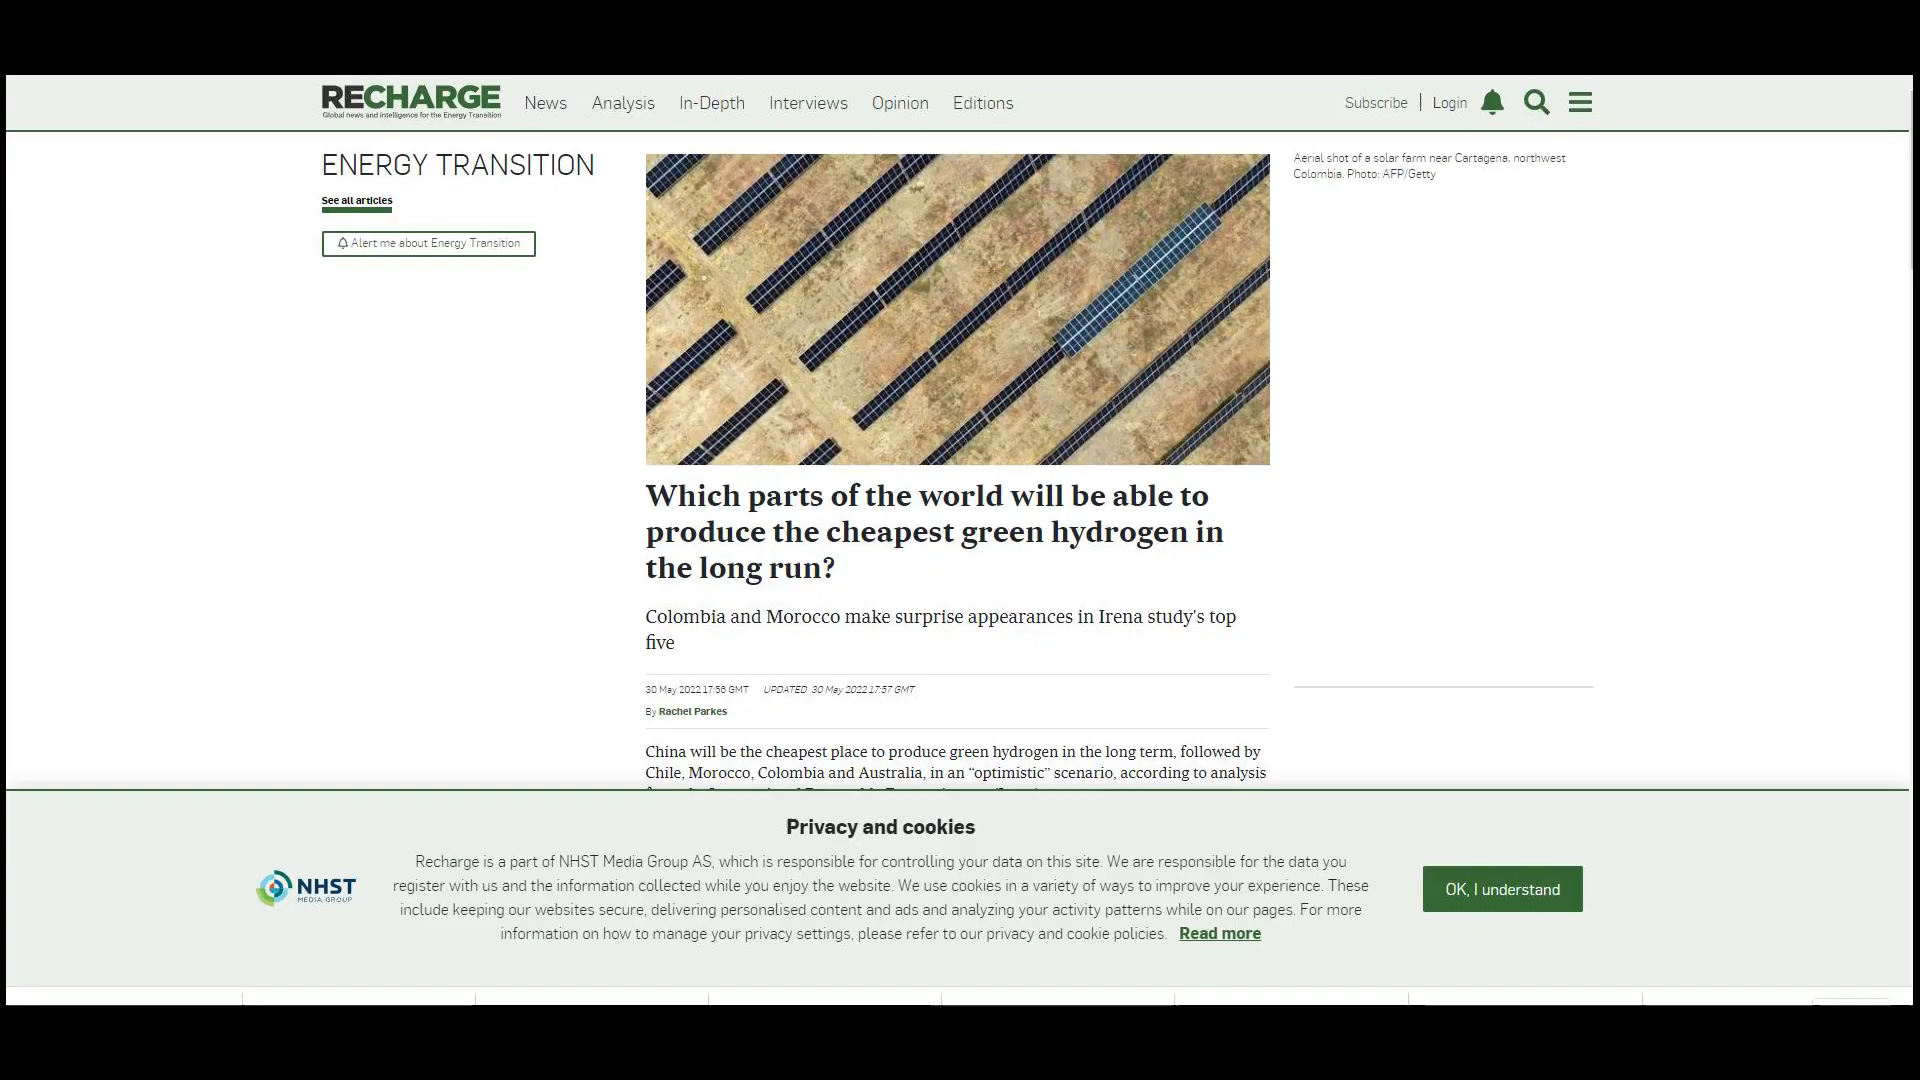 RECHARGE
Global news and intelligence for the Energy Transition
News
Analysis
In-Depth
Interviews
Opinion
Editions
Subscribe
Login
ENERGY TRANSITION
See all articles
Alert me about Energy Transition
Aerial shot of a solar farm near Cartagena, northwest
Colombia. Photo: AFP/Getty
Which parts of the world will be able to
produce the cheapest green hydrogen in
the long run?
Colombia and Morocco make surprise appearances in Irena study's top
five
30 May 2022 17:56 GMT UPDATED 30 May 2022 17:57 GMT
By Rachel Parkes
China will be the cheapest place to produce green hydrogen in the long term, followed by
Chile, Morocco, Colombia and Australia, in an “optimistic” scenario, according to analysis
Privacy and cookies
NHST
MEDIA GROUP
Recharge is a part of NHST Media Group AS, which is responsible for controlling your data on this site. We are responsible for the data you
register with us and the information collected while you enjoy the website. We use cookies in a variety of ways to improve your experience. These
include keeping our websites secure, delivering personalised content and ads and analyzing your activity patterns while on our pages. For more
information on how to manage your privacy settings, please refer to our privacy and cookie policies. Read more
OK, I understand